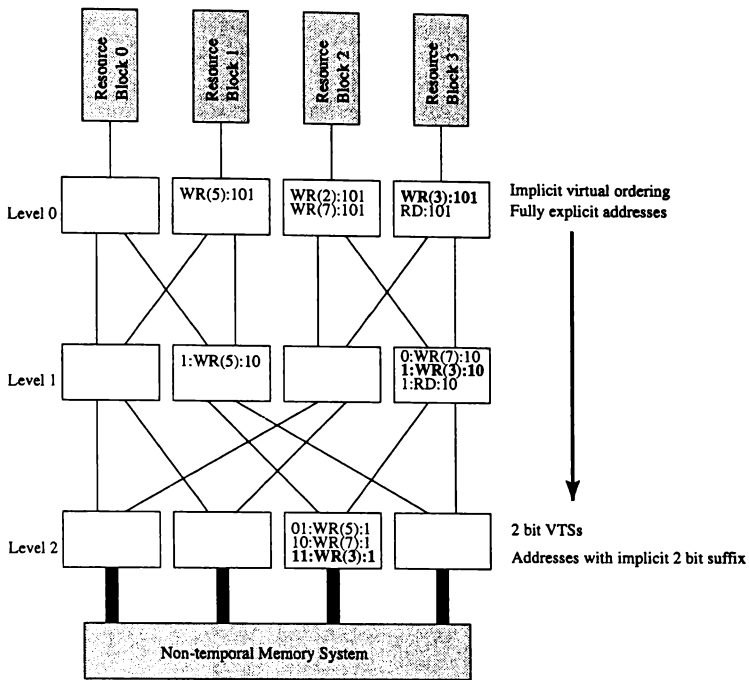 Resource
Block 0
Resource
Block 1
Resource
Block 2
Resource
Block 3
Level 0
WR(5):101
WR(2):101
WR(7):101
WR(3):101
RD:101
Implicit virtual ordering
Fully explicit addresses
Level 1
1:WR(5):10
0:WR(7):10
1:WR(3):10
1:RD:10
Level 2
01:WR(5):1
10:WR(7):1
11:WR(3):1
2 bit VTSs
Addresses with implicit 2 bit suffix
Non-temporal Memory System